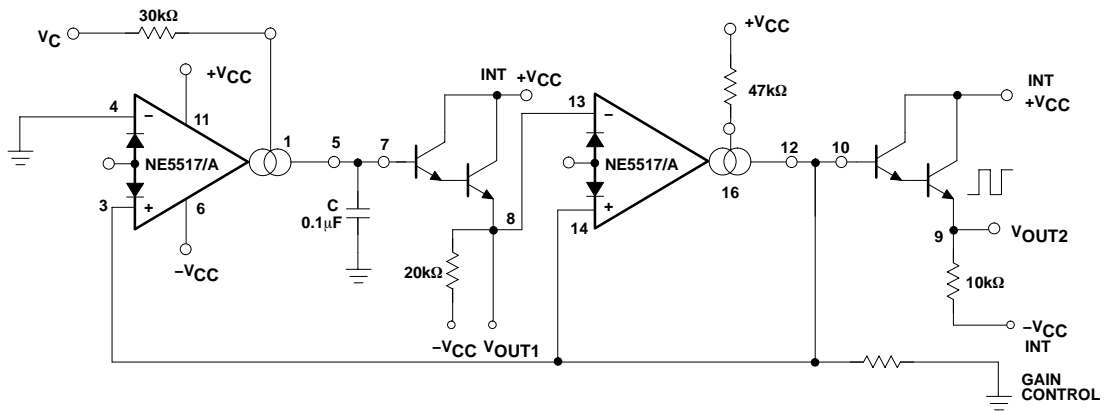 30kΩ
VC
+VCC
INT
+VCC
+VCC
INT
+VCC
4
–
11
1
5
7
13
–
47kΩ
12
10
NE5517/A
NE5517/A
3
+
6
C
0.1µF
8
14
+
16
9
VOUT2
–VCC
20kΩ
10kΩ
–VCC
VOUT1
–VCC
INT
GAIN
CONTROL